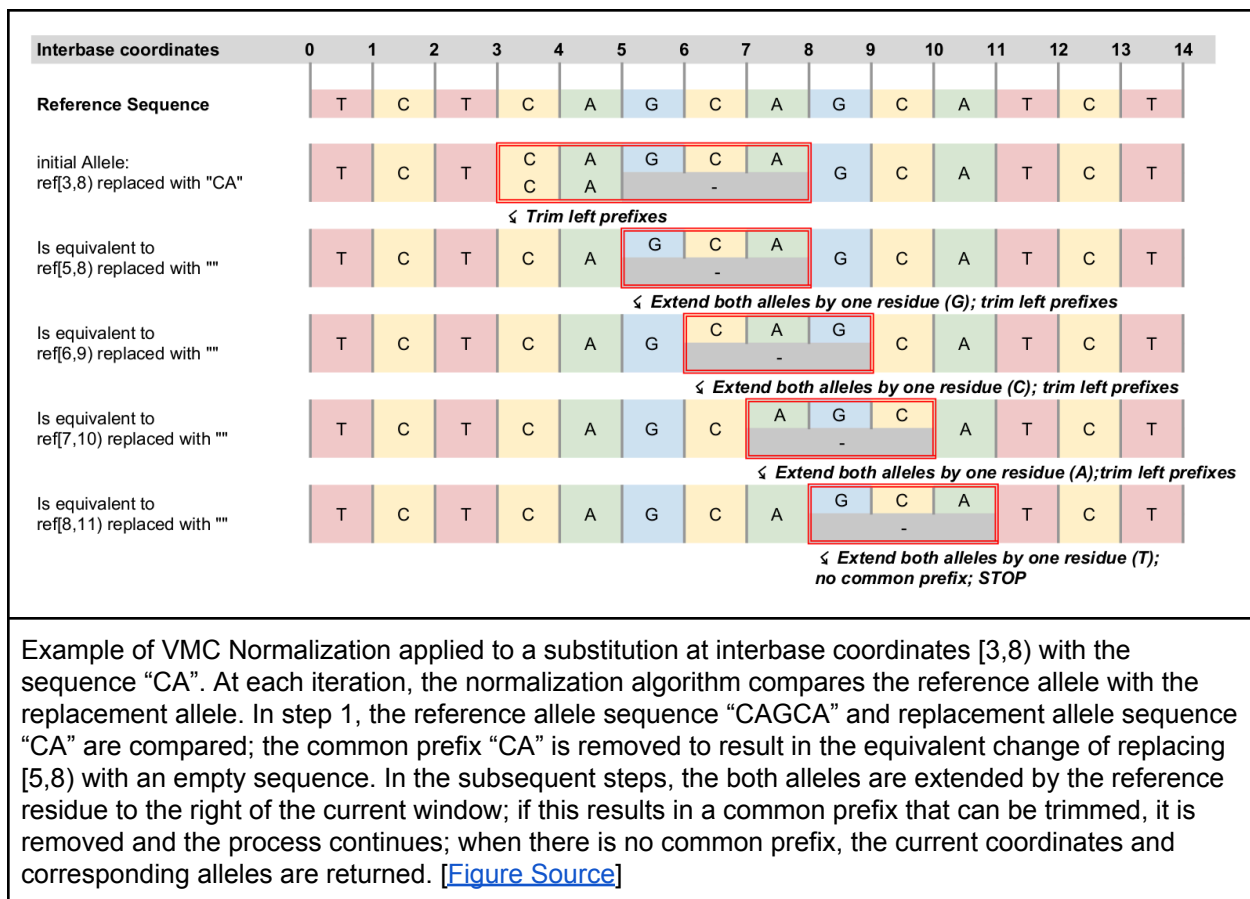 Interbase coordinates 0 1 2 3 4 5 6 7 8 9 10 11 12 13 14
Reference Sequence T C T C A G C A G C A T C T
initial Allele:
ref[3,8) replaced with "CA"
T C T C A G C A G C A T C T
C A -
⚟ Trim left prefixes
Is equivalent to
ref[5,8) replaced with ""
T C T C A G C A G C A T C T
-
Extend both alleles by one residue (G); trim left prefixes
Is equivalent to
ref[6,9) replaced with ""
T C T C A G C A G C A T C T
-
Extend both alleles by one residue (C); trim left prefixes
Is equivalent to
ref[7,10) replaced with ""
T C T C A G C A G C A T C T
-
Extend both alleles by one residue (A);trim left prefixes
Is equivalent to
ref[8,11) replaced with ""
T C T C A G C A G C A T C T
-
Extend both alleles by one residue (T);
no common prefix; STOP
Example of VMC Normalization applied to a substitution at interbase coordinates [3,8) with the
sequence “CA”. At each iteration, the normalization algorithm compares the reference allele with the
replacement allele. In step 1, the reference allele sequence “CAGCA” and replacement allele sequence
“CA” are compared; the common prefix “CA” is removed to result in the equivalent change of replacing
[5,8) with an empty sequence. In the subsequent steps, the both alleles are extended by the reference
residue to the right of the current window; if this results in a common prefix that can be trimmed, it is
removed and the process continues; when there is no common prefix, the current coordinates and
corresponding alleles are returned. [Figure Source]